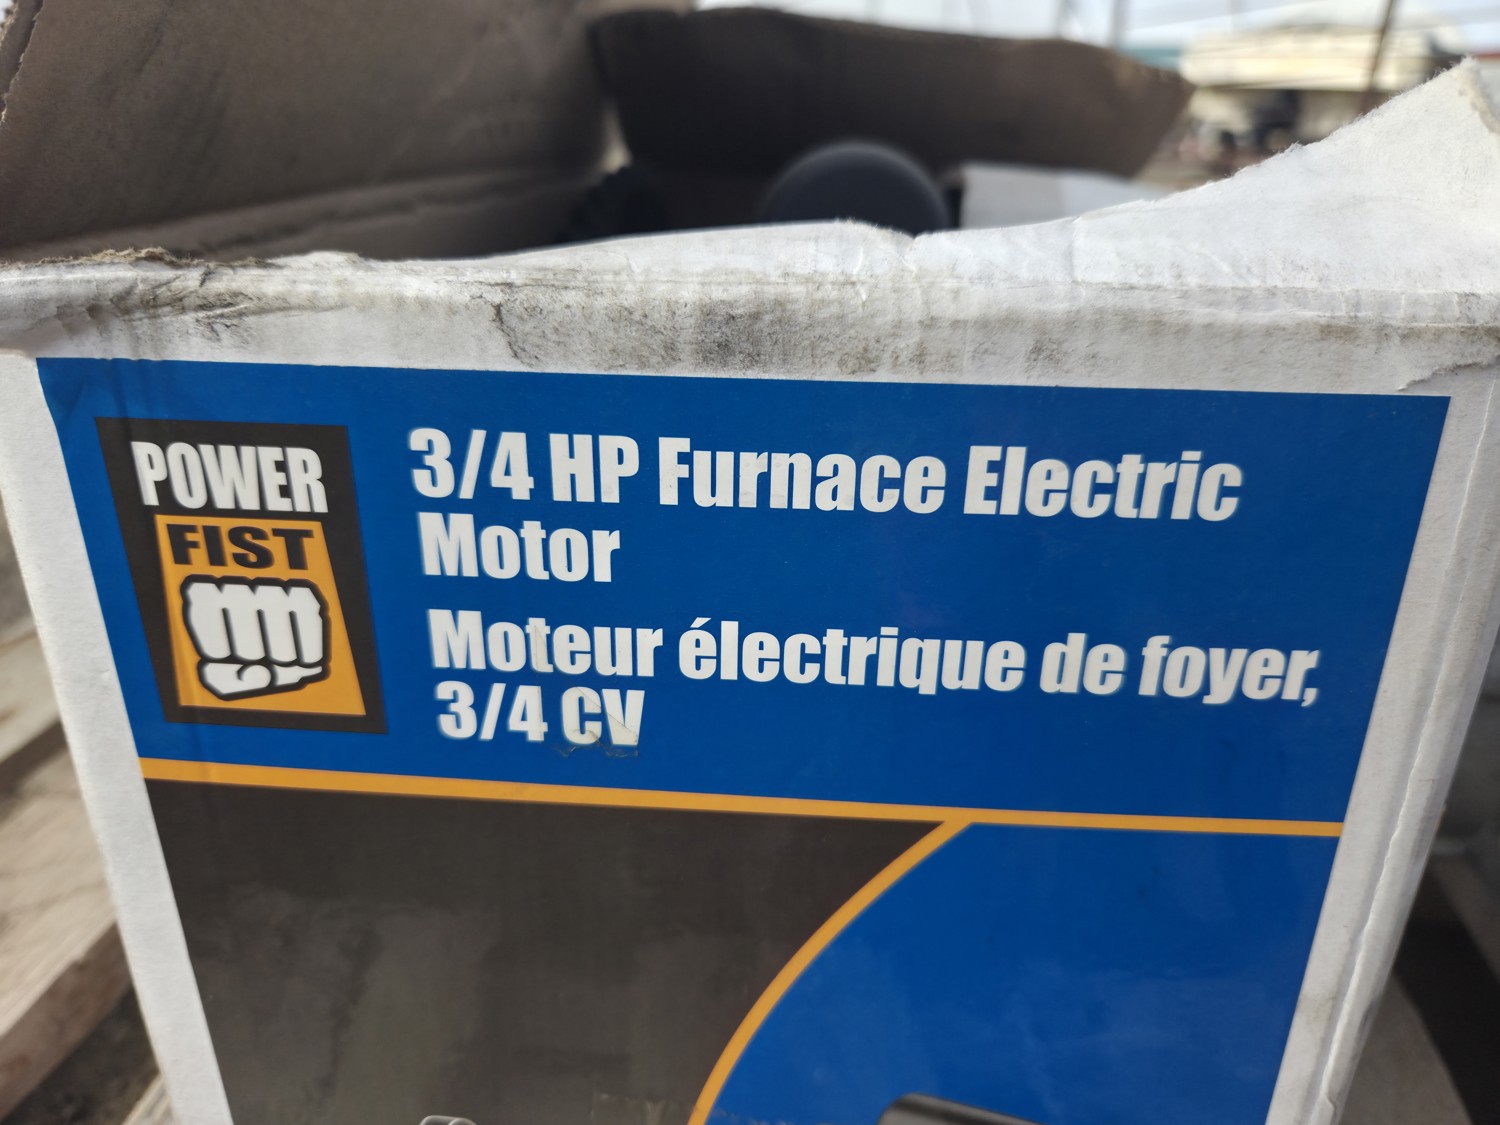 POWER
FIST
3/4 HP Furnace Electric
Motor
Moteur électrique de foyer,
3/4 CV